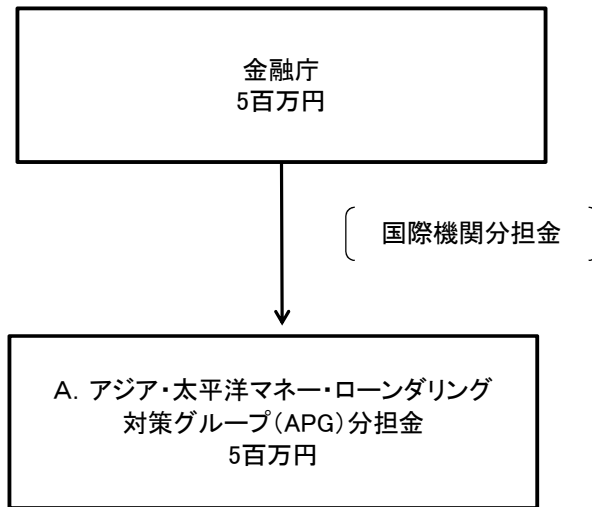 金融庁
5百万円
国際機関分担金
A. アジア・太平洋マネー・ローンダリング
対策グループ(APG)分担金
5百万円